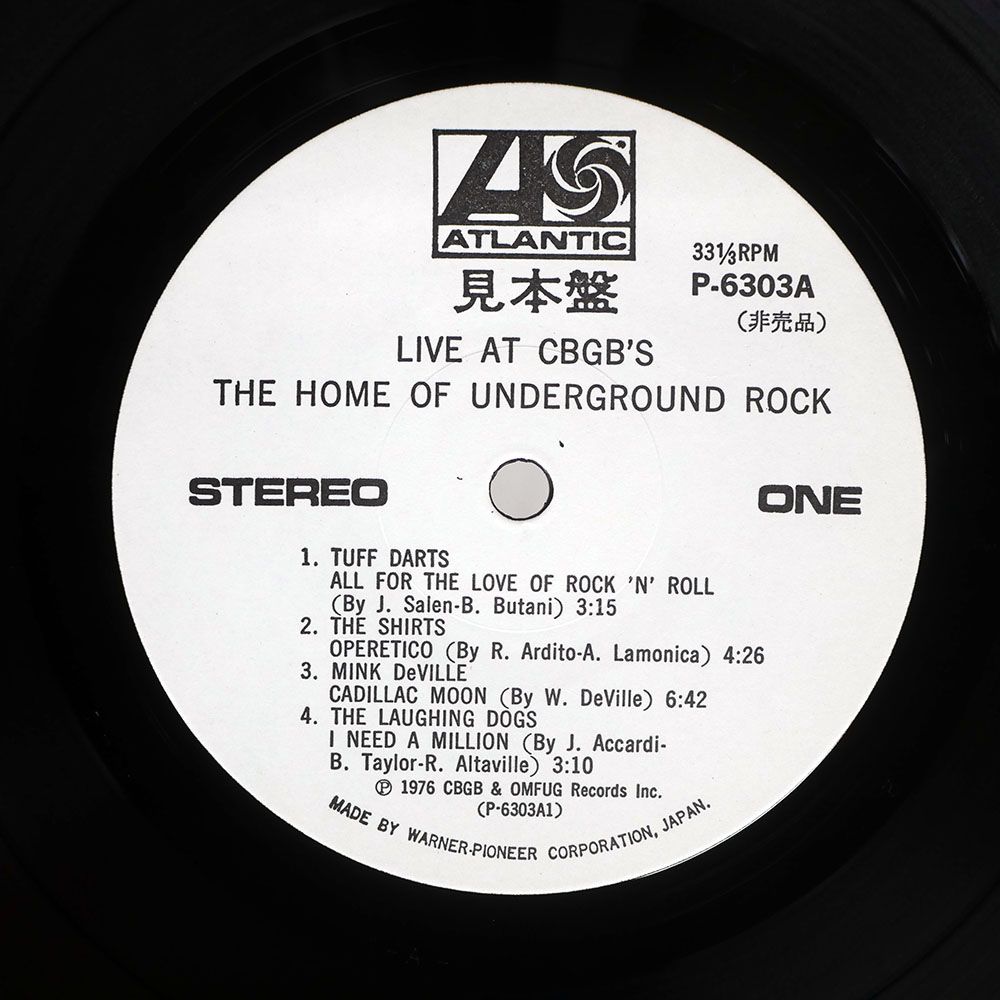 ATLANTIC
見本盤
33⅓RPM
P-6303A
(非売品)
LIVE AT CBGB'S
THE HOME OF UNDERGROUND ROCK
STEREO
ONE
1. TUFF DARTS
ALL FOR THE LOVE OF ROCK 'N' ROLL
(By J. Salen-B. Butani) 3:15
2. THE SHIRTS
OPERETICO (By R. Ardito-A. Lamonica) 4:26
3. MINK DeVILLE
CADILLAC MOON (By W. DeVille) 6:42
4. THE LAUGHING DOGS
I NEED A MILLION (By J. Accardi-
B. Taylor-R. Altaville) 3:10
℗ 1976 CBGB & OMFUG Records Inc.
(P-6303A1)
MADE BY WARNER-PIONEER CORPORATION, JAPAN.